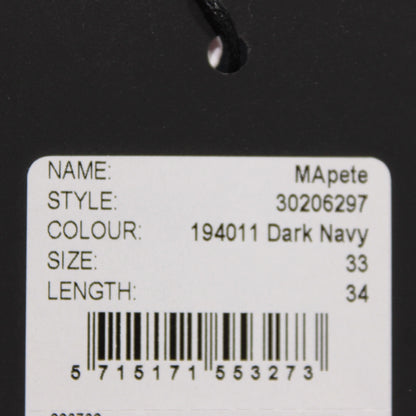 NAME: MApete
STYLE: 30206297
COLOUR: 194011 Dark Navy
SIZE: 33
LENGTH: 34
5 715171 553273